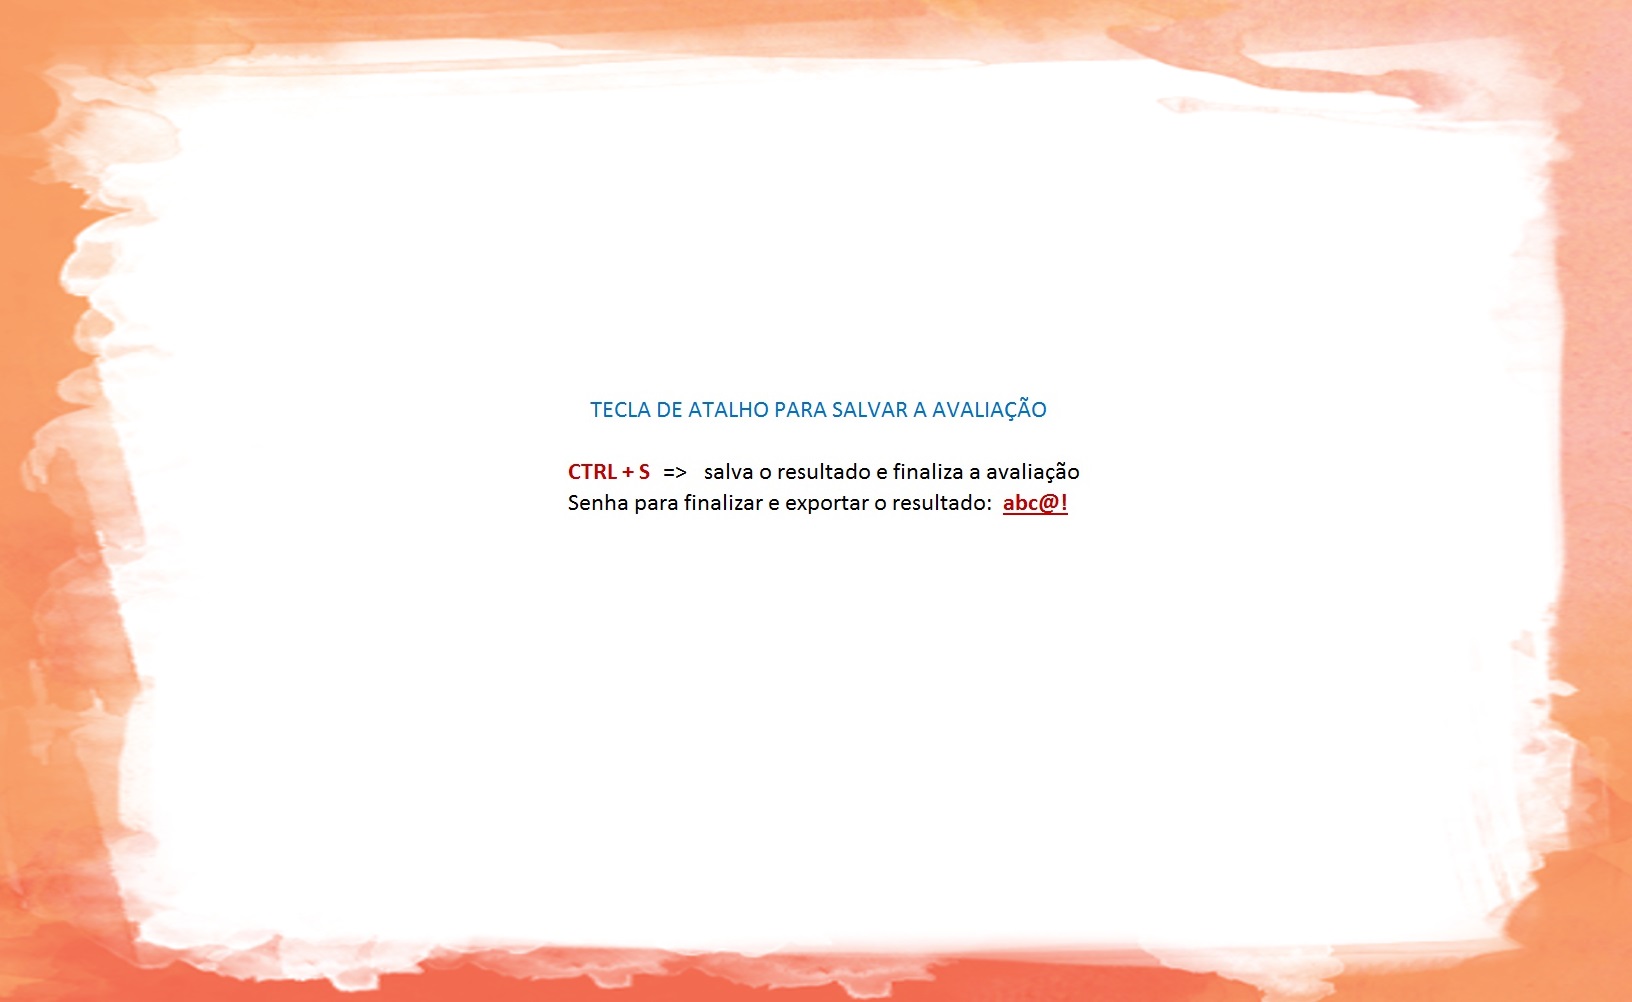 TECLA DE ATALHO PARA SALVAR A AVALIAÇÃO
CTRL + S => salva o resultado e finaliza a avaliação
Senha para finalizar e exportar o resultado: abc@!